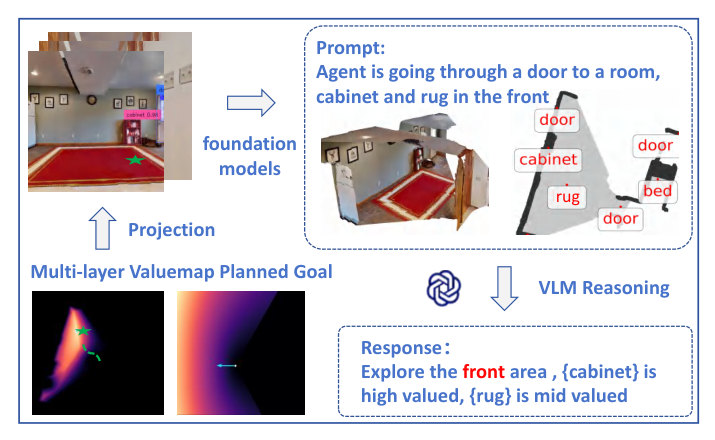 Prompt:
Agent is going through a door to a room,
cabinet and rug in the front
cabinet 0.91
foundation
models
door
cabinet
rug
door
door
bed
Projection
Multi-layer Valuemap Planned Goal
VLM Reasoning
Response:
Explore the front area , {cabinet} is
high valued, {rug} is mid valued